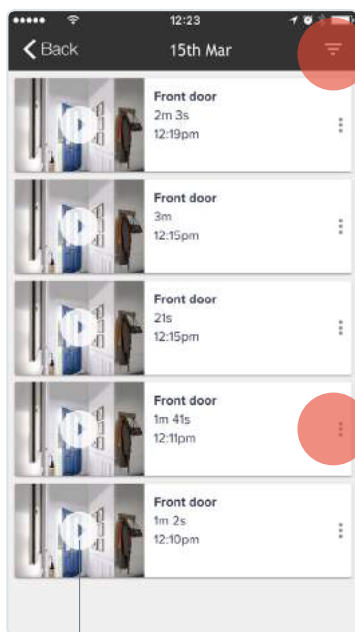 12:23
Back
15th Mar
Front door
2m 3s
12:19pm
Front door
3m
12:15pm
Front door
21s
12:15pm
Front door
1m 41s
12:11pm
Front door
1m 2s
12:10pm